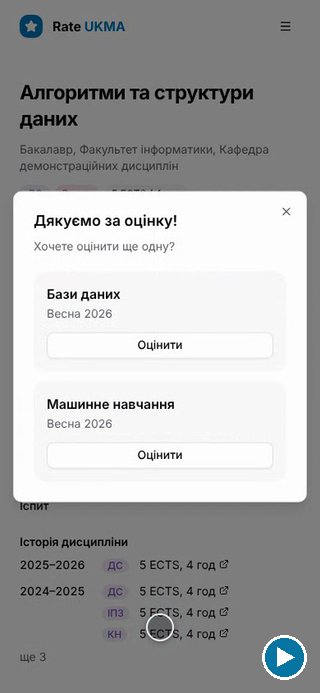 Rate UKMA
Алгоритми та структури
даних
Бакалавр, Факультет інформатики, Кафедра
демонстраційних дисциплін
Дякуємо за оцінку!
Хочете оцінити ще одну?
Бази даних
Весна 2026
Оцінити
Машинне навчання
Весна 2026
Оцінити
Іспит
Історія дисципліни
2025–2026 ДС 5 ECTS, 4 год
2024–2025 ДС 5 ECTS, 4 год
ІПЗ 5 ECTS, 4 год
КН 5 ECTS, 4 год
ще 3